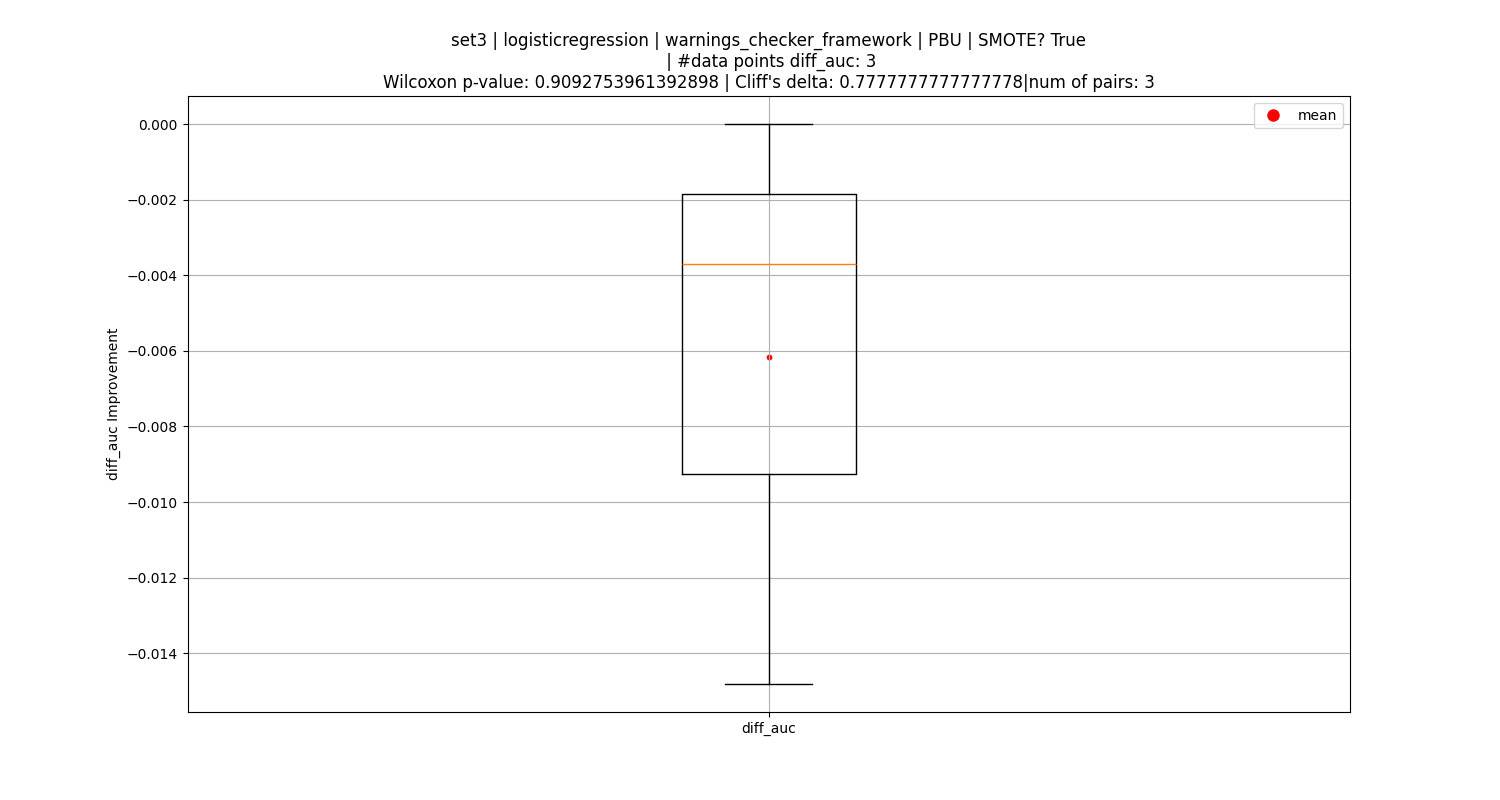 set3 | logisticregression | warnings_checker_framework | PBU | SMOTE? True
| #data points diff_auc: 3
Wilcoxon p-value: 0.9092753961392898 | Cliff's delta: 0.7777777777777778|num of pairs: 3
mean
0.000
−0.002
−0.004
−0.006
−0.008
−0.010
−0.012
−0.014
diff_auc Improvement
diff_auc